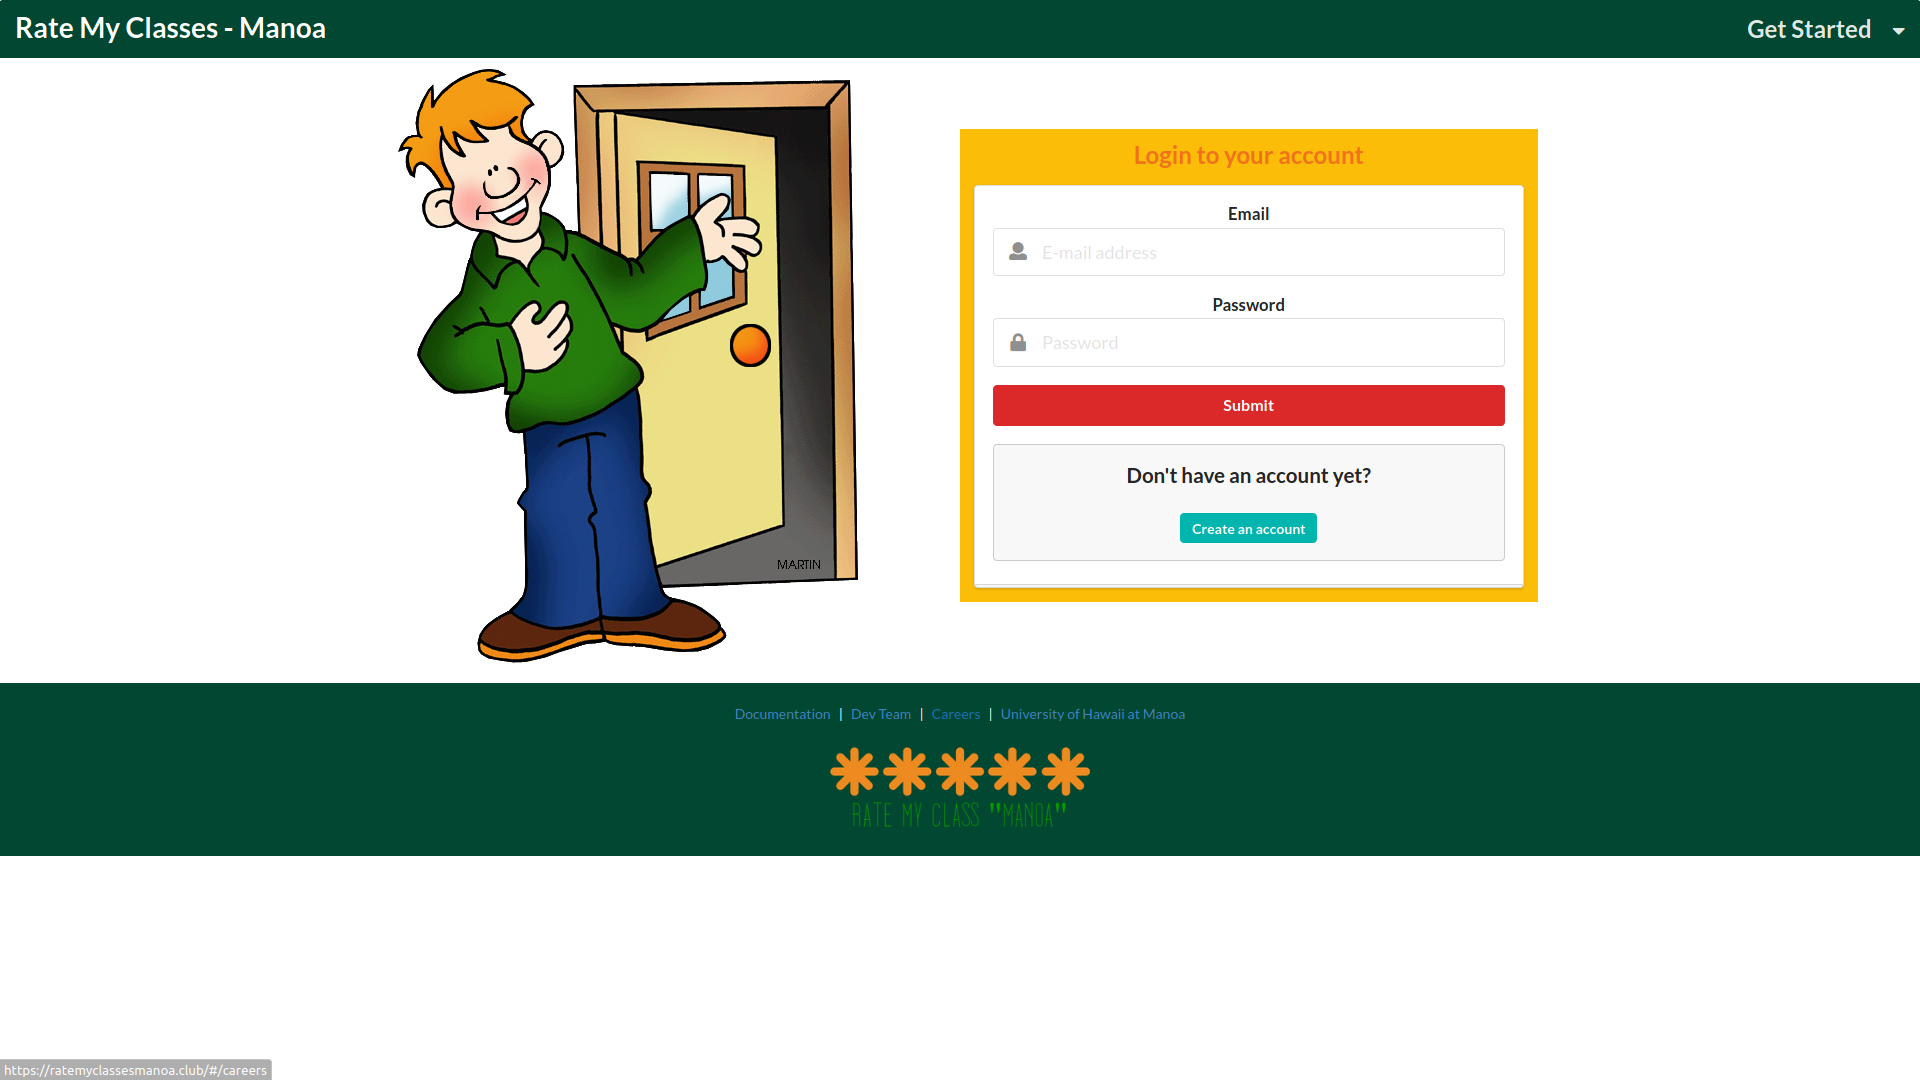 Rate My Classes - Manoa
Get Started
MARTIN
Login to your account
Email
E-mail address
Password
Password
Submit
Don't have an account yet?
Create an account
Documentation | Dev Team | Careers | University of Hawaii at Manoa
RATE MY CLASS "MANOA"
https://ratemyclassesmanoa.club/#/careers